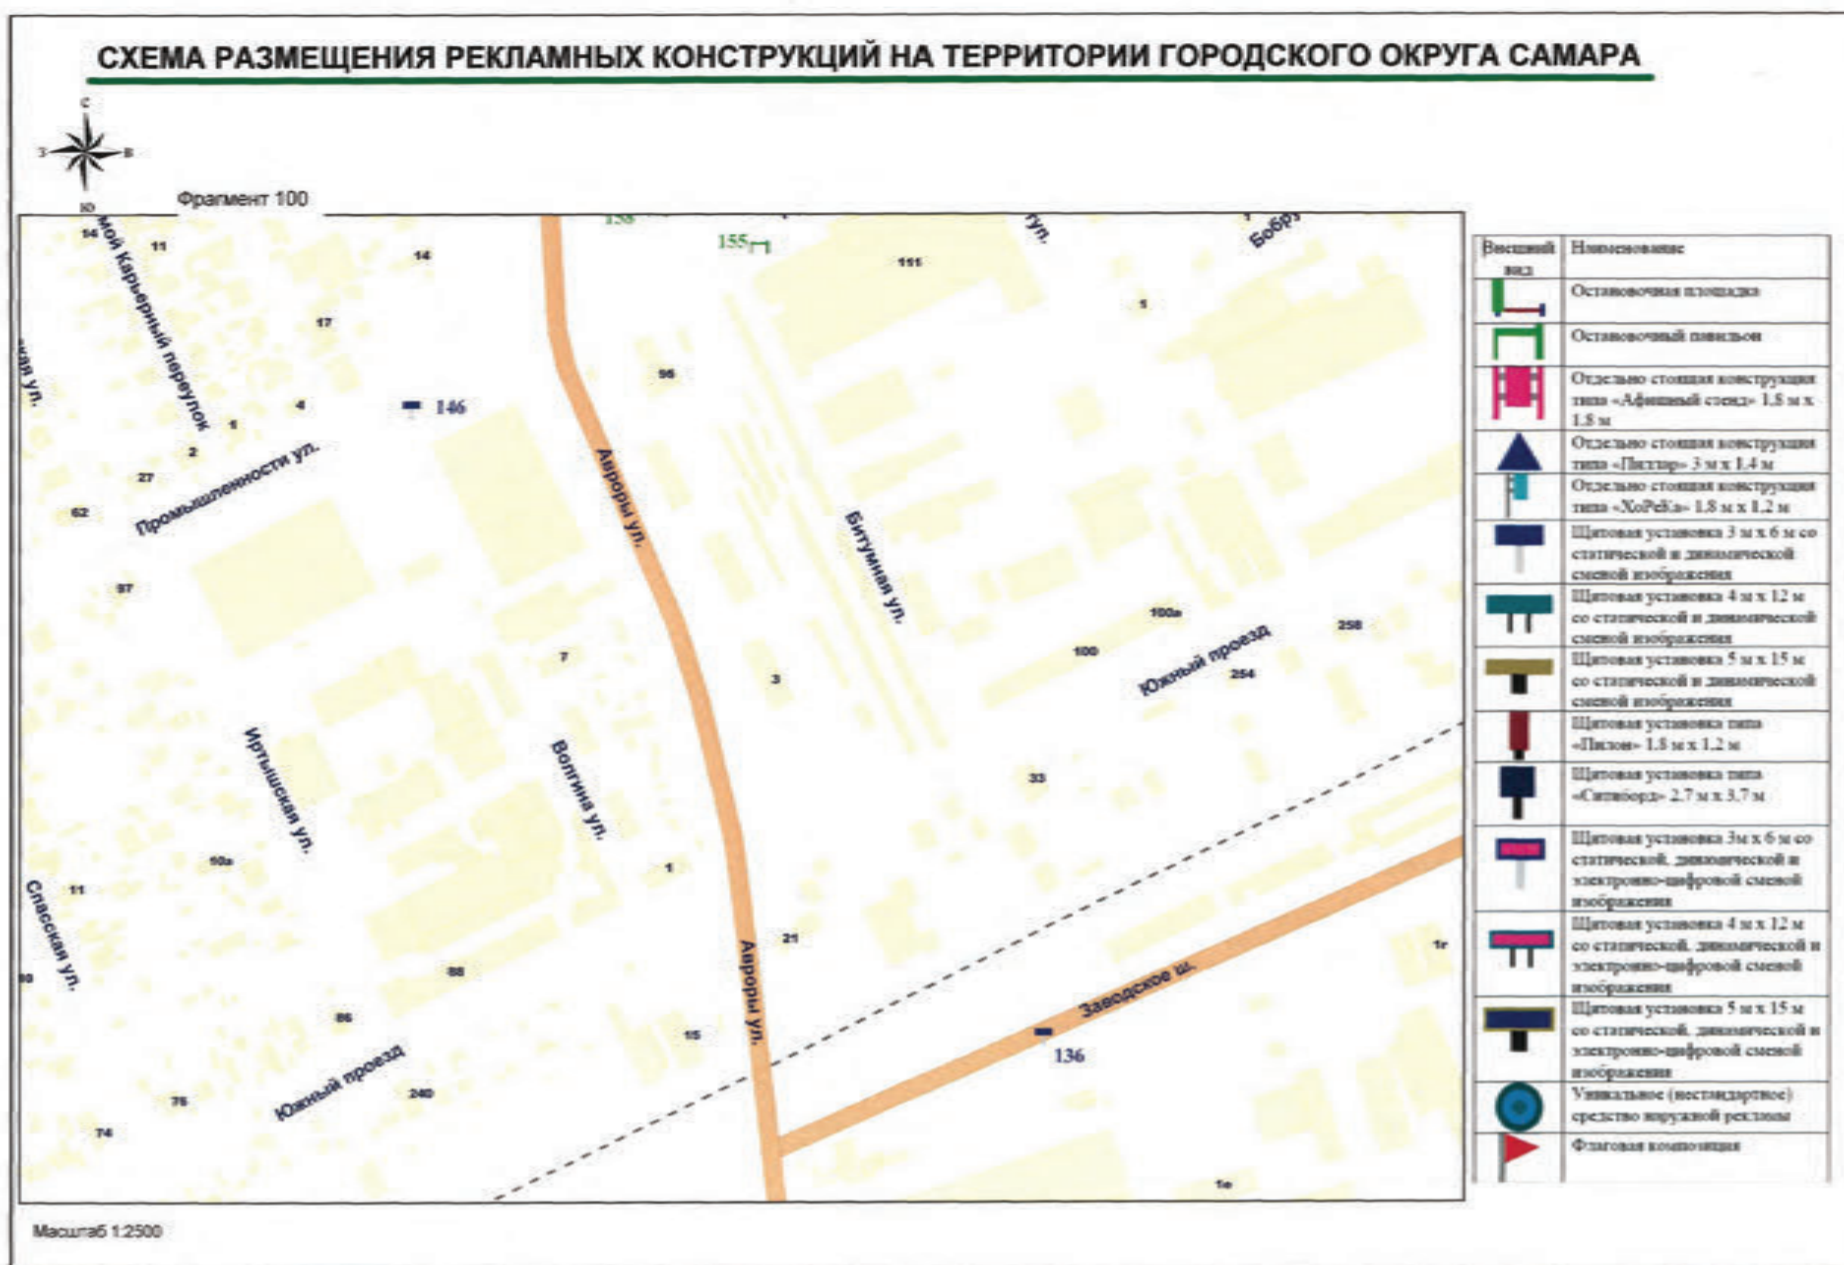 СХЕМА РАЗМЕЩЕНИЯ РЕКЛАМНЫХ КОНСТРУКЦИЙ НА ТЕРРИТОРИИ ГОРОДСКОГО ОКРУГА САМАРА
С
З
В
Ю
Фрагмент 100
14
мой Карьерный переулок
11
14
158
155
111
1
17
кая ул.
95
4
146
1
2
27
Промышленности ул.
62
97
Авроры ул.
Битумная ул.
100а
100
Южный проезд
258
254
7
3
Иртышская ул.
Волгина ул.
33
10а
11
1
Спасская ул.
21
Авроры ул.
88
86
15
Заводское ш.
136
1г
Южный проезд
240
76
74
1е
Внешний вид
Наименование
Остановочная площадка
Остановочный павильон
Отдельно стоящая конструкция
типа «Афишный стенд» 1.8 м х
1.8 м
Отдельно стоящая конструкция
типа «Пиллар» 3 м х 1.4 м
Отдельно стоящая конструкция
типа «ХоРеКа» 1.8 м х 1.2 м
Щитовая установка 3 м х 6 м со
статической и динамической
сменой изображения
Щитовая установка 4 м х 12 м
со статической и динамической
сменой изображения
Щитовая установка 5 м х 15 м
со статической и динамической
сменой изображения
Щитовая установка типа
«Пилон» 1.8 м х 1.2 м
Щитовая установка типа
«Ситиборд» 2.7 м х 3.7 м
Щитовая установка 3м х 6 м со
статической, динамической и
электронно-цифровой сменой
изображения
Щитовая установка 4 м х 12 м
со статической, динамической и
электронно-цифровой сменой
изображения
Щитовая установка 5 м х 15 м
со статической, динамической и
электронно-цифровой сменой
изображения
Уникальное (нестандартное)
средство наружной рекламы
Флаговая композиция
Масштаб 1:2500